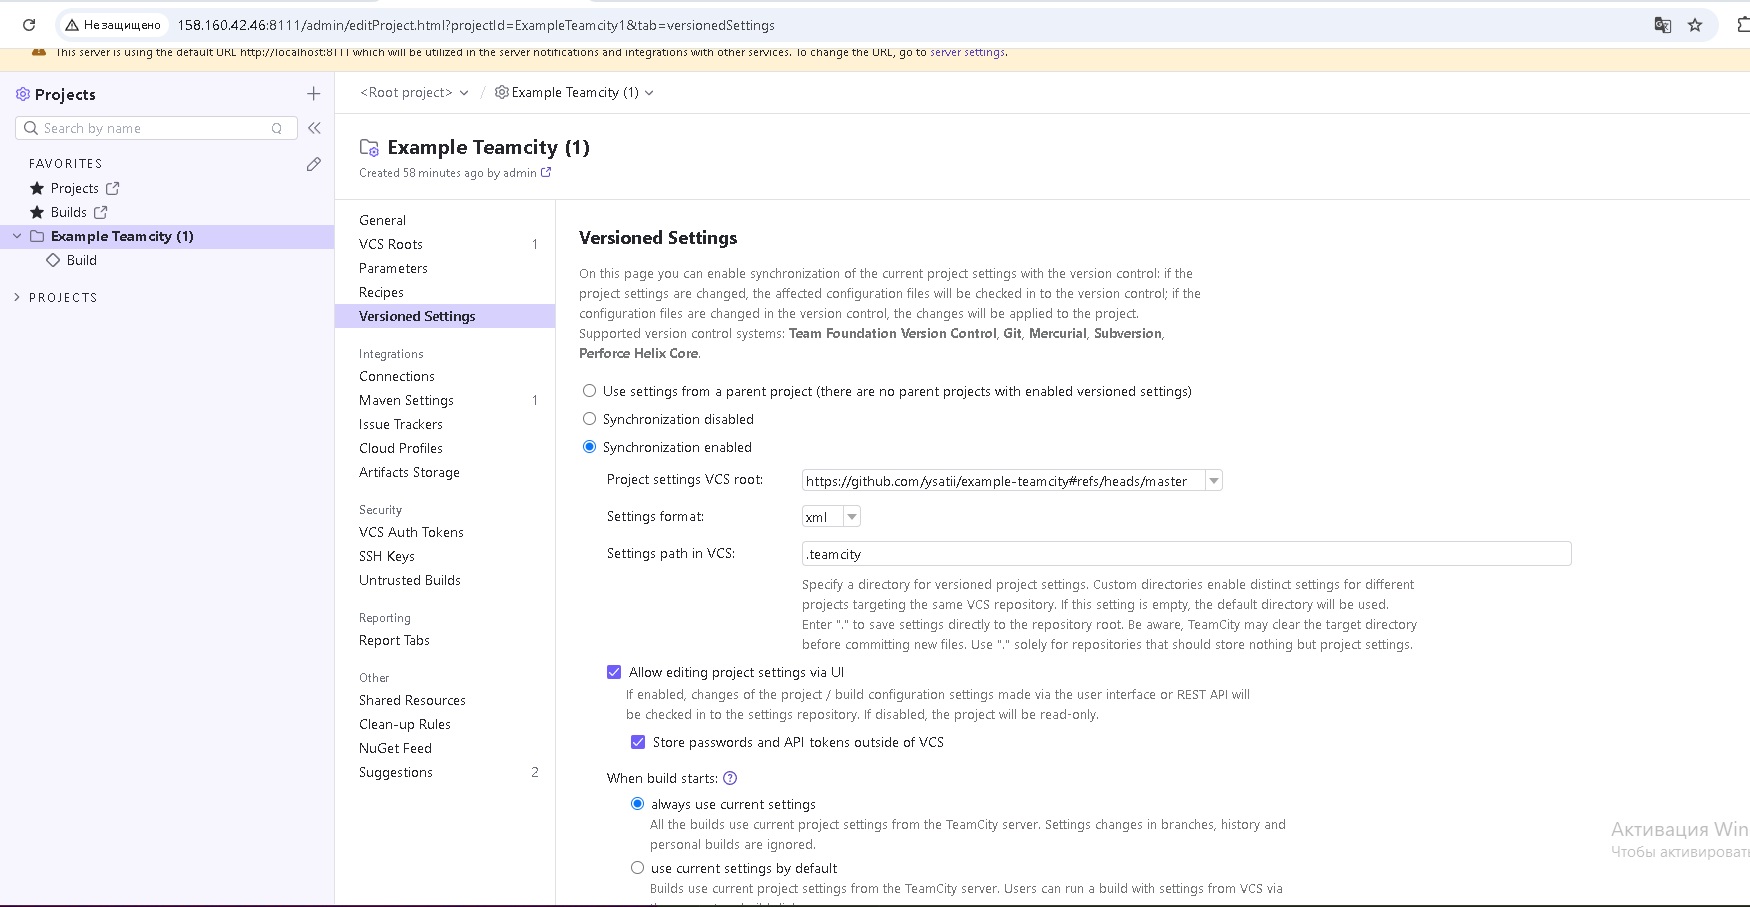 Не защищено 158.160.42.46:8111/admin/editProject.html?projectId=ExampleTeamcity1&tab=versionedSettings
This server is using the default URL http://localhost:8111 which will be utilized in the server notifications and integrations with other services. To change the URL, go to server settings.
Projects
Search by name Q
FAVORITES
Projects
Builds
Example Teamcity (1)
Build
PROJECTS
<Root project> / Example Teamcity (1)
Example Teamcity (1)
Created 58 minutes ago by admin
General
VCS Roots 1
Parameters
Recipes
Versioned Settings
Integrations
Connections
Maven Settings 1
Issue Trackers
Cloud Profiles
Artifacts Storage
Security
VCS Auth Tokens
SSH Keys
Untrusted Builds
Reporting
Report Tabs
Other
Shared Resources
Clean-up Rules
NuGet Feed
Suggestions 2
Versioned Settings
On this page you can enable synchronization of the current project settings with the version control: if the
project settings are changed, the affected configuration files will be checked in to the version control; if the
configuration files are changed in the version control, the changes will be applied to the project.
Supported version control systems: Team Foundation Version Control, Git, Mercurial, Subversion,
Perforce Helix Core.
Use settings from a parent project (there are no parent projects with enabled versioned settings)
Synchronization disabled
Synchronization enabled
Project settings VCS root: https://github.com/ysatii/example-teamcity#refs/heads/master
Settings format: xml
Settings path in VCS: .teamcity
Specify a directory for versioned project settings. Custom directories enable distinct settings for different
projects targeting the same VCS repository. If this setting is empty, the default directory will be used.
Enter "." to save settings directly to the repository root. Be aware, TeamCity may clear the target directory
before committing new files. Use "." solely for repositories that should store nothing but project settings.
Allow editing project settings via UI
If enabled, changes of the project / build configuration settings made via the user interface or REST API will
be checked in to the settings repository. If disabled, the project will be read-only.
Store passwords and API tokens outside of VCS
When build starts: ?
always use current settings
All the builds use current project settings from the TeamCity server. Settings changes in branches, history and
personal builds are ignored.
use current settings by default
Builds use current project settings from the TeamCity server. Users can run a build with settings from VCS via
Активация Win
Чтобы активировать